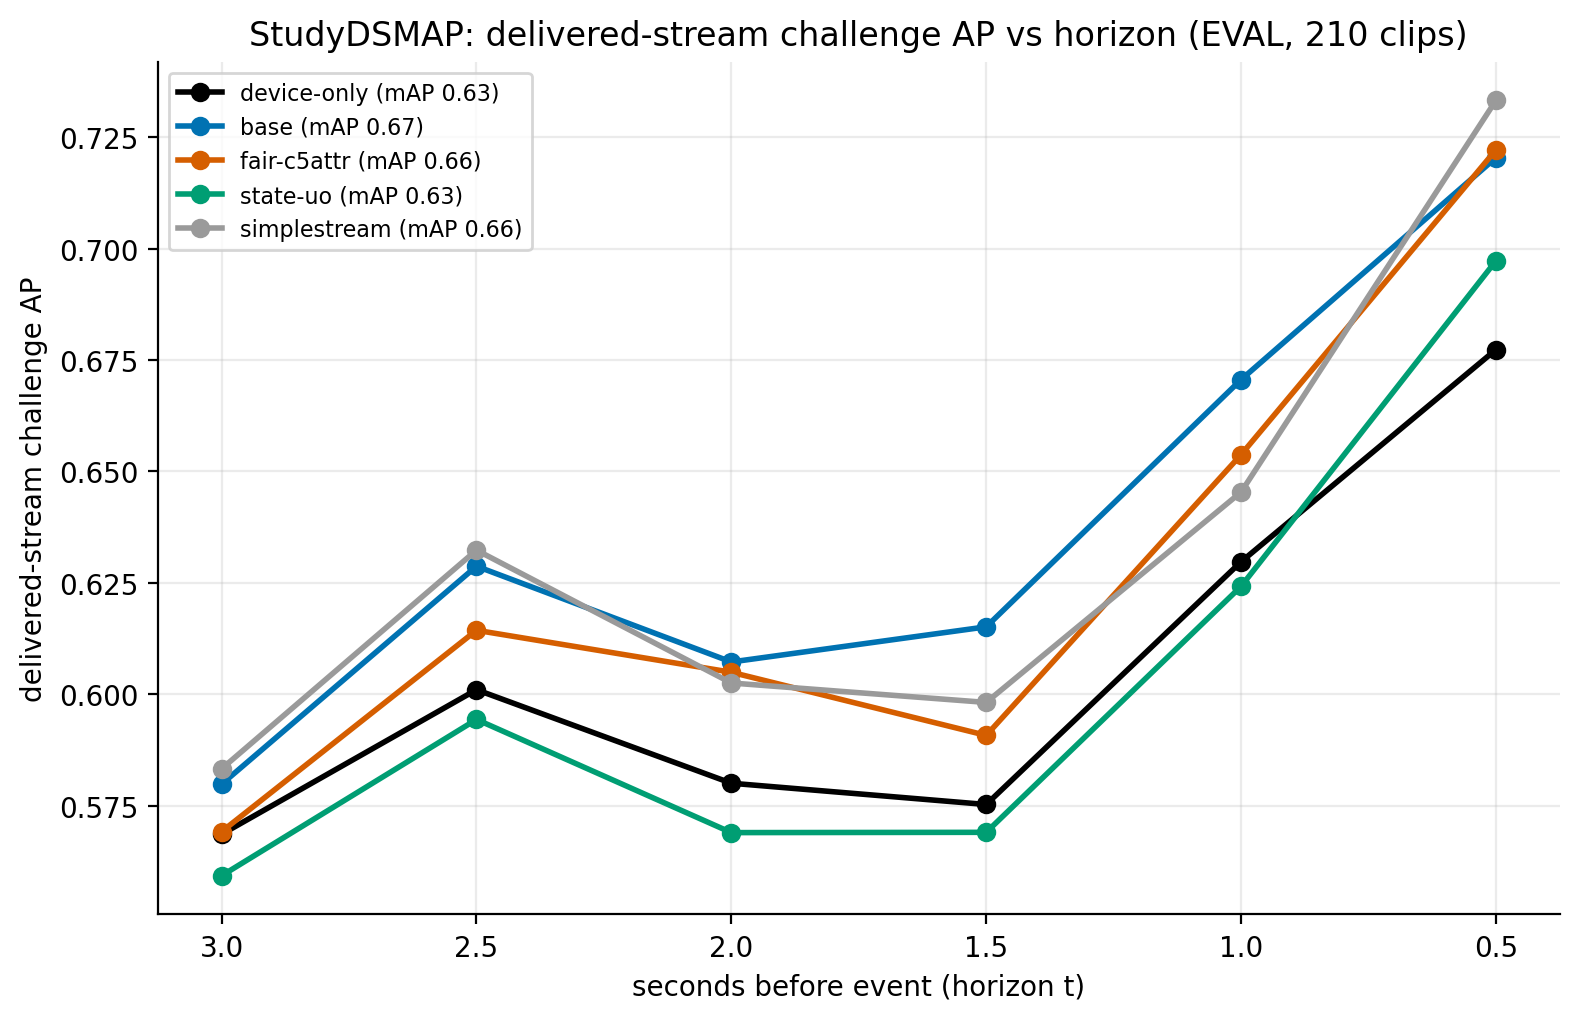 StudyDSMAP: delivered-stream challenge AP vs horizon (EVAL, 210 clips)
device-only (mAP 0.63)
base (mAP 0.67)
fair-c5attr (mAP 0.66)
state-uo (mAP 0.63)
simplestream (mAP 0.66)
delivered-stream challenge AP
0.725
0.700
0.675
0.650
0.625
0.600
0.575
3.0 2.5 2.0 1.5 1.0 0.5
seconds before event (horizon t)